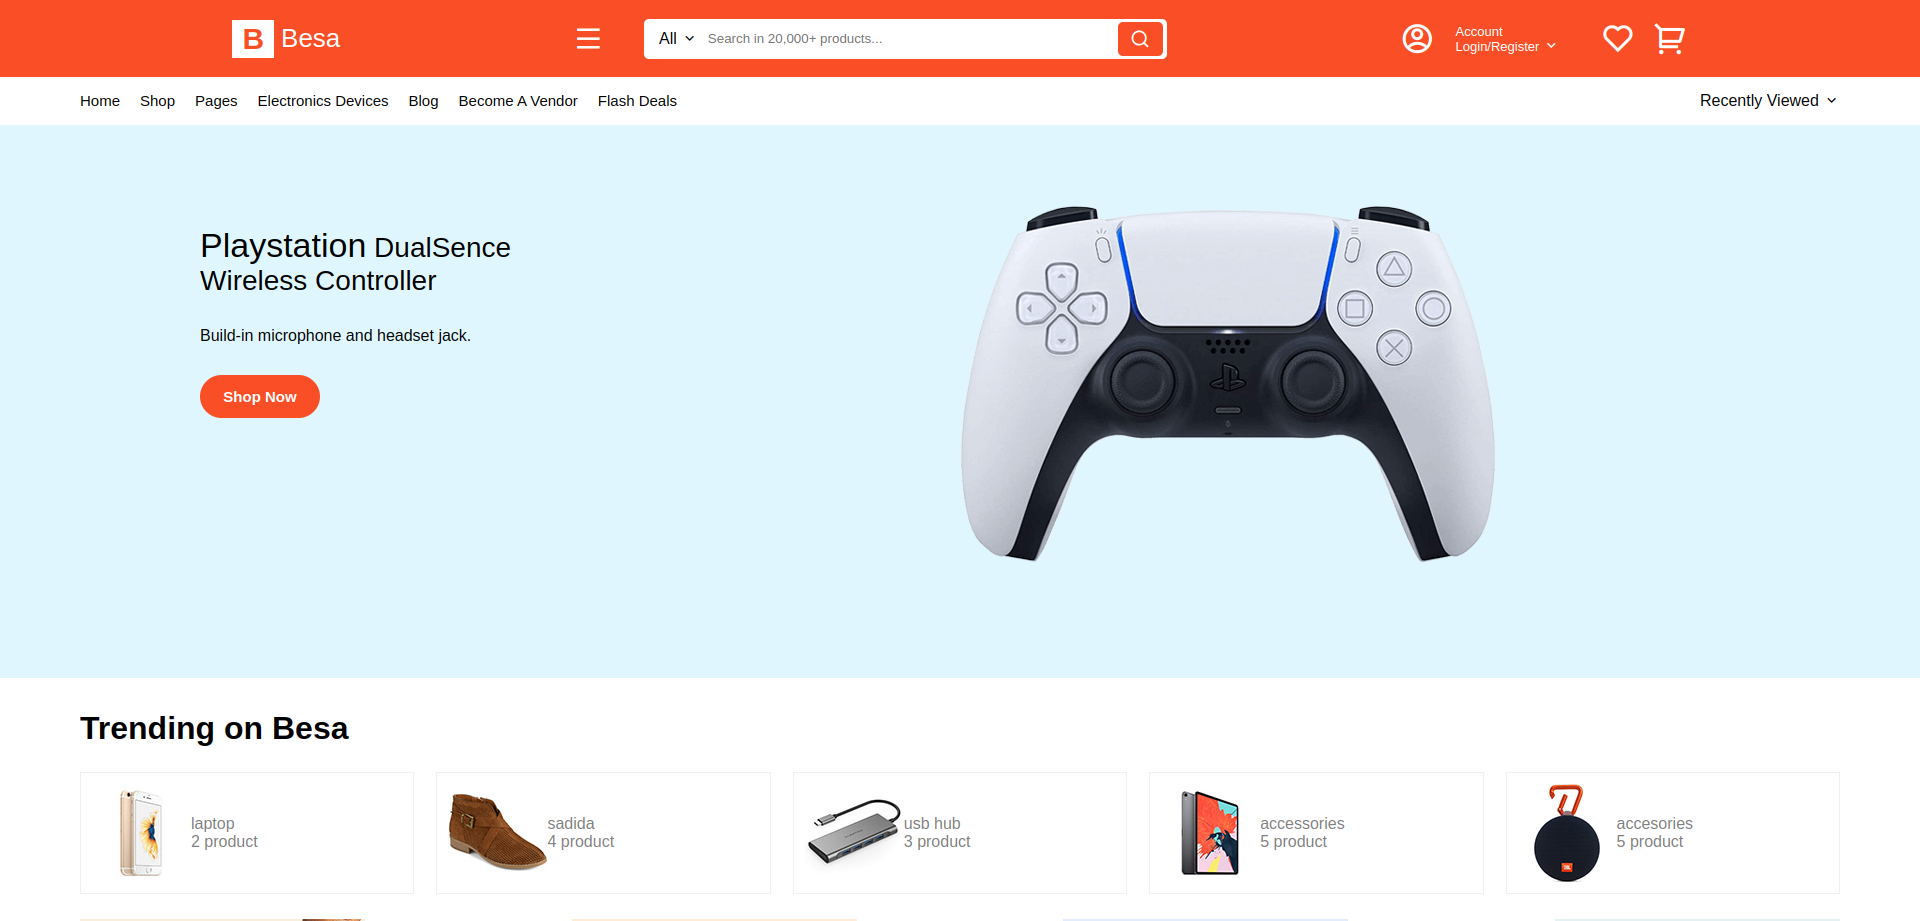 B Besa
All Search in 20,000+ products...
Account
Login/Register
Home Shop Pages Electronics Devices Blog Become A Vendor Flash Deals Recently Viewed
Playstation DualSence
Wireless Controller
Build-in microphone and headset jack.
Shop Now
Trending on Besa
laptop
2 product
sadida
4 product
usb hub
3 product
accessories
5 product
accesories
5 product